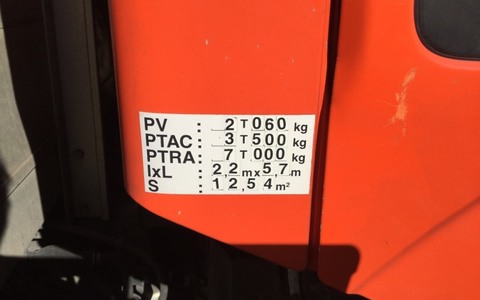 PV : 2 T 060 kg
PTAC : 3 T 500 kg
PTRA : 7 T 000 kg
lxL : 2,2 m x 5,7 m
S : 12,54 m²